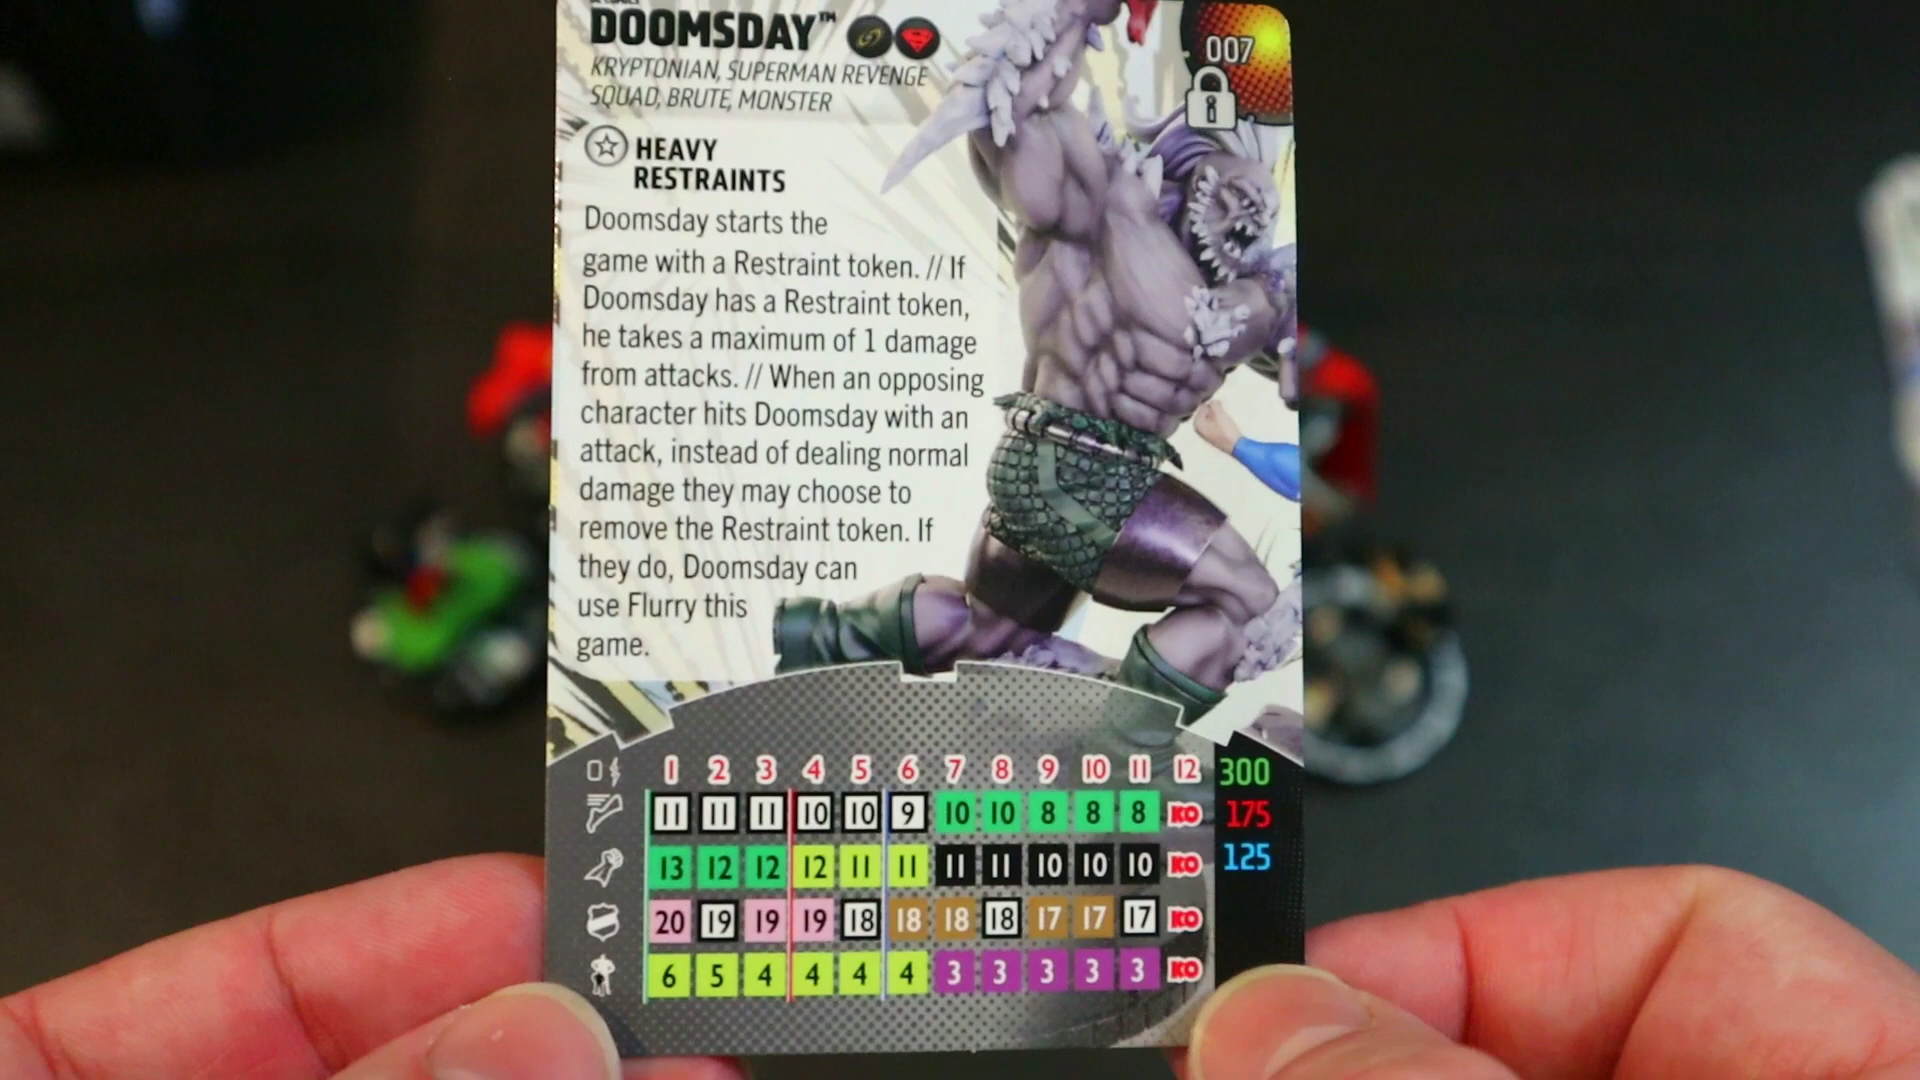 DOOMSDAY™
KRYPTONIAN, SUPERMAN REVENGE
SQUAD, BRUTE, MONSTER
007
HEAVY
RESTRAINTS
Doomsday starts the
game with a Restraint token. // If
Doomsday has a Restraint token,
he takes a maximum of 1 damage
from attacks. // When an opposing
character hits Doomsday with an
attack, instead of dealing normal
damage they may choose to
remove the Restraint token. If
they do, Doomsday can
use Flurry this
game.
0 1 2 3 4 5 6 7 8 9 10 11 12 300
11 11 11 10 10 9 10 10 8 8 8 KO 175
13 12 12 12 11 11 11 11 10 10 10 KO 125
20 19 19 19 18 18 18 18 17 17 17 KO
6 5 4 4 4 4 3 3 3 3 3 KO